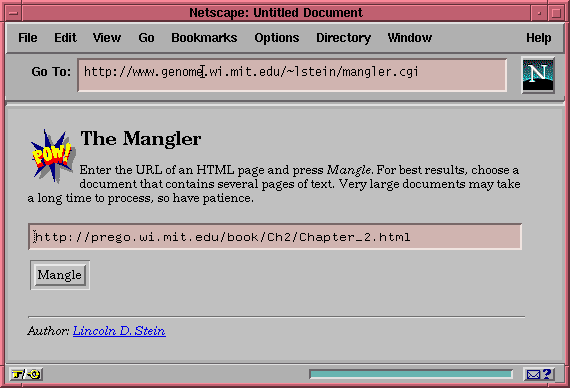 Netscape: Untitled Document
File Edit View Go Bookmarks Options Directory Window Help
Go To: http://www.genome.wi.mit.edu/~lstein/mangler.cgi
N
POW!
The Mangler
Enter the URL of an HTML page and press Mangle. For best results, choose a
document that contains several pages of text. Very large documents may take
a long time to process, so have patience.
http://prego.wi.mit.edu/book/Ch2/Chapter_2.html
Mangle
Author: Lincoln D. Stein
?